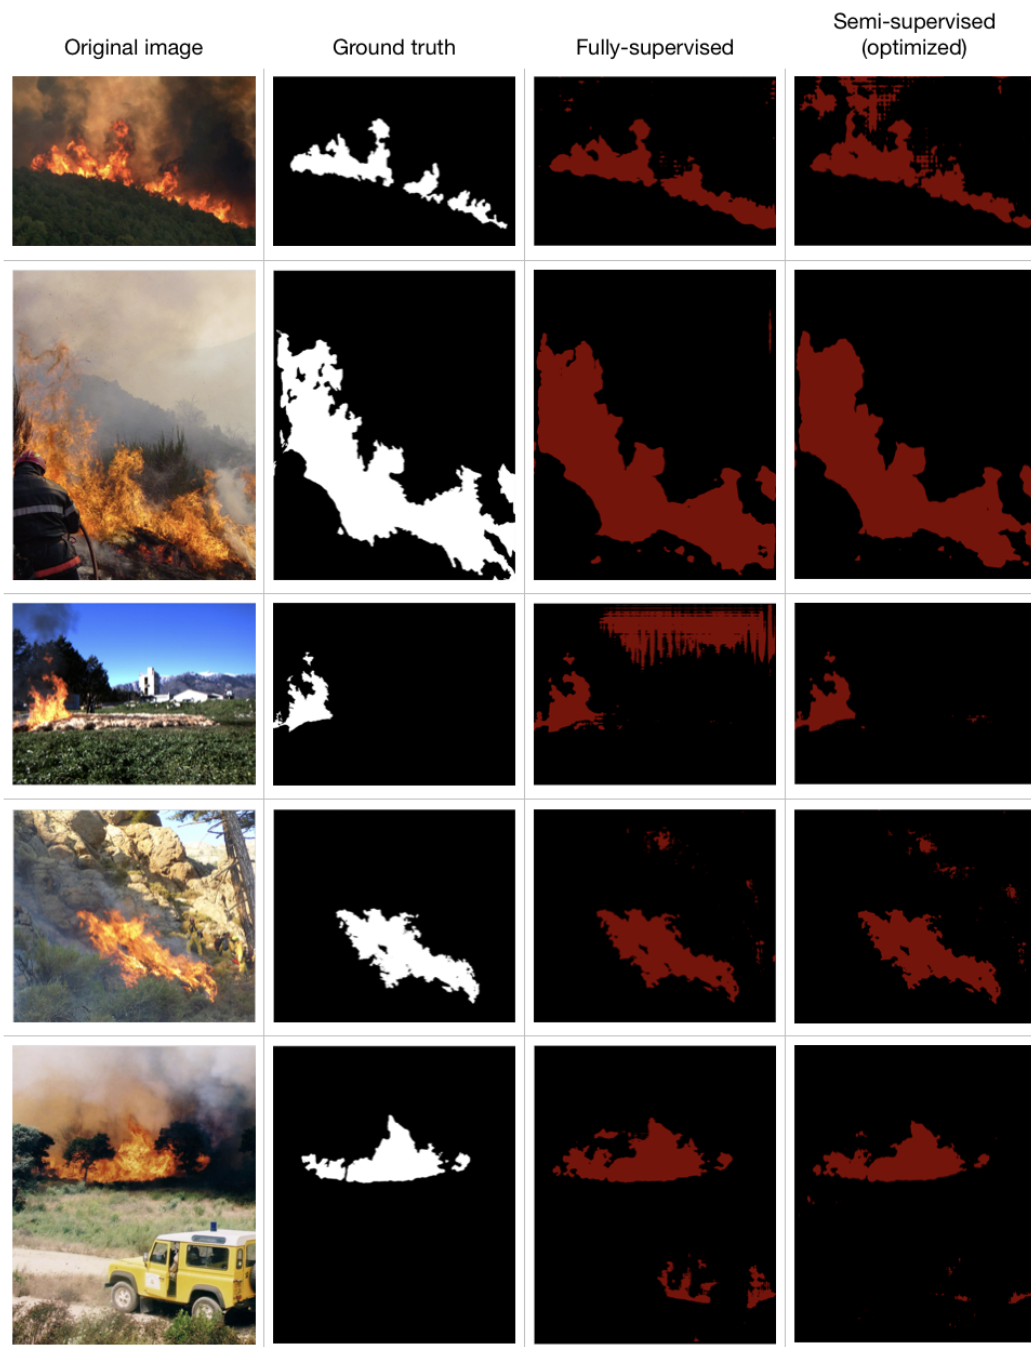 Original image
Ground truth
Fully-supervised
Semi-supervised
(optimized)